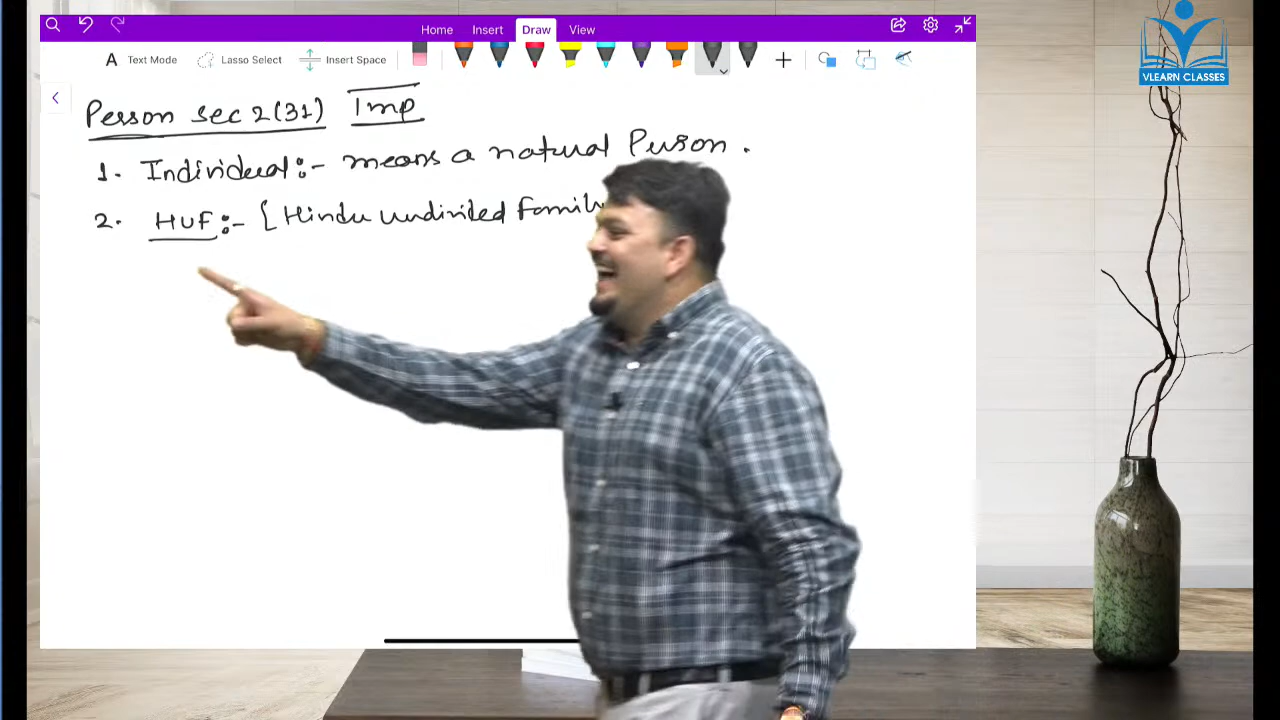 Home Insert Draw View
Text Mode Lasso Select Insert Space
VLEARN CLASSES
Person sec 2(31) Imp
1. Individual:- means a natural Person.
2. HUF:- [Hindu undivided Family